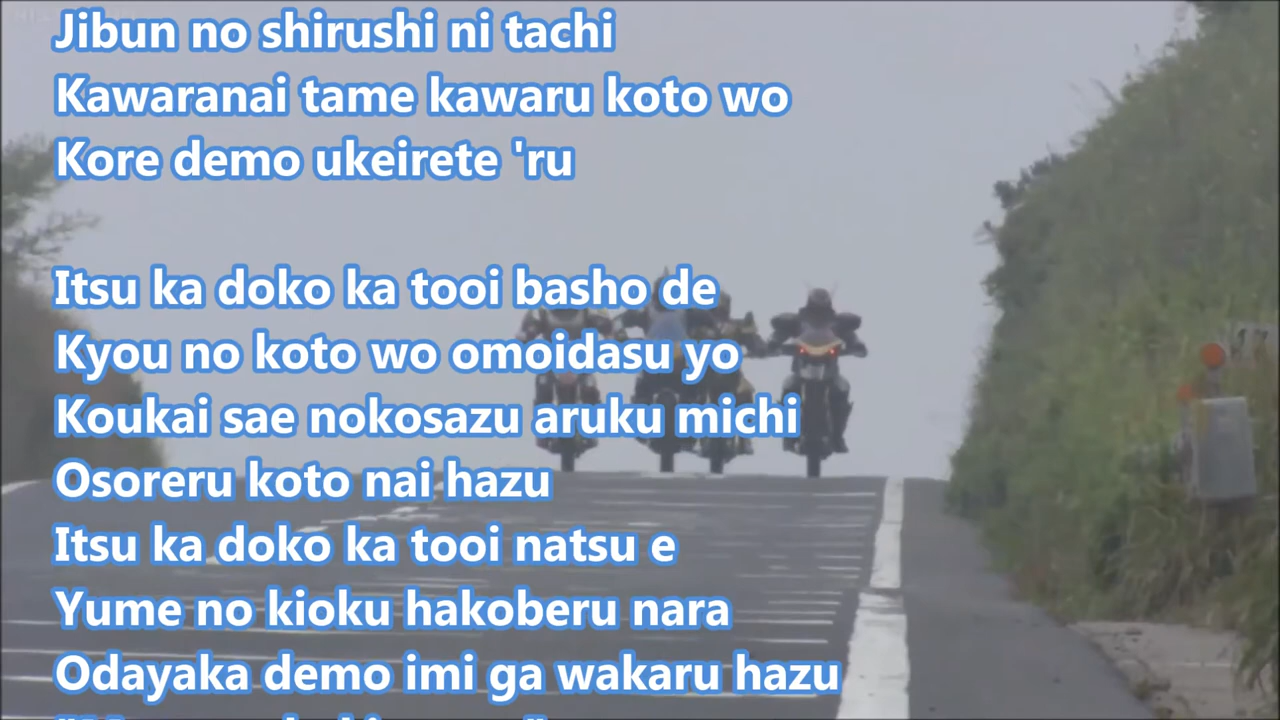 Jibun no shirushi ni tachi
Kawaranai tame kawaru koto wo
Kore demo ukeirete 'ru
Itsu ka doko ka tooi basho de
Kyou no koto wo omoidasu yo
Koukai sae nokosazu aruku michi
Osoreru koto nai hazu
Itsu ka doko ka tooi natsu e
Yume no kioku hakoberu nara
Odayaka demo imi ga wakaru hazu